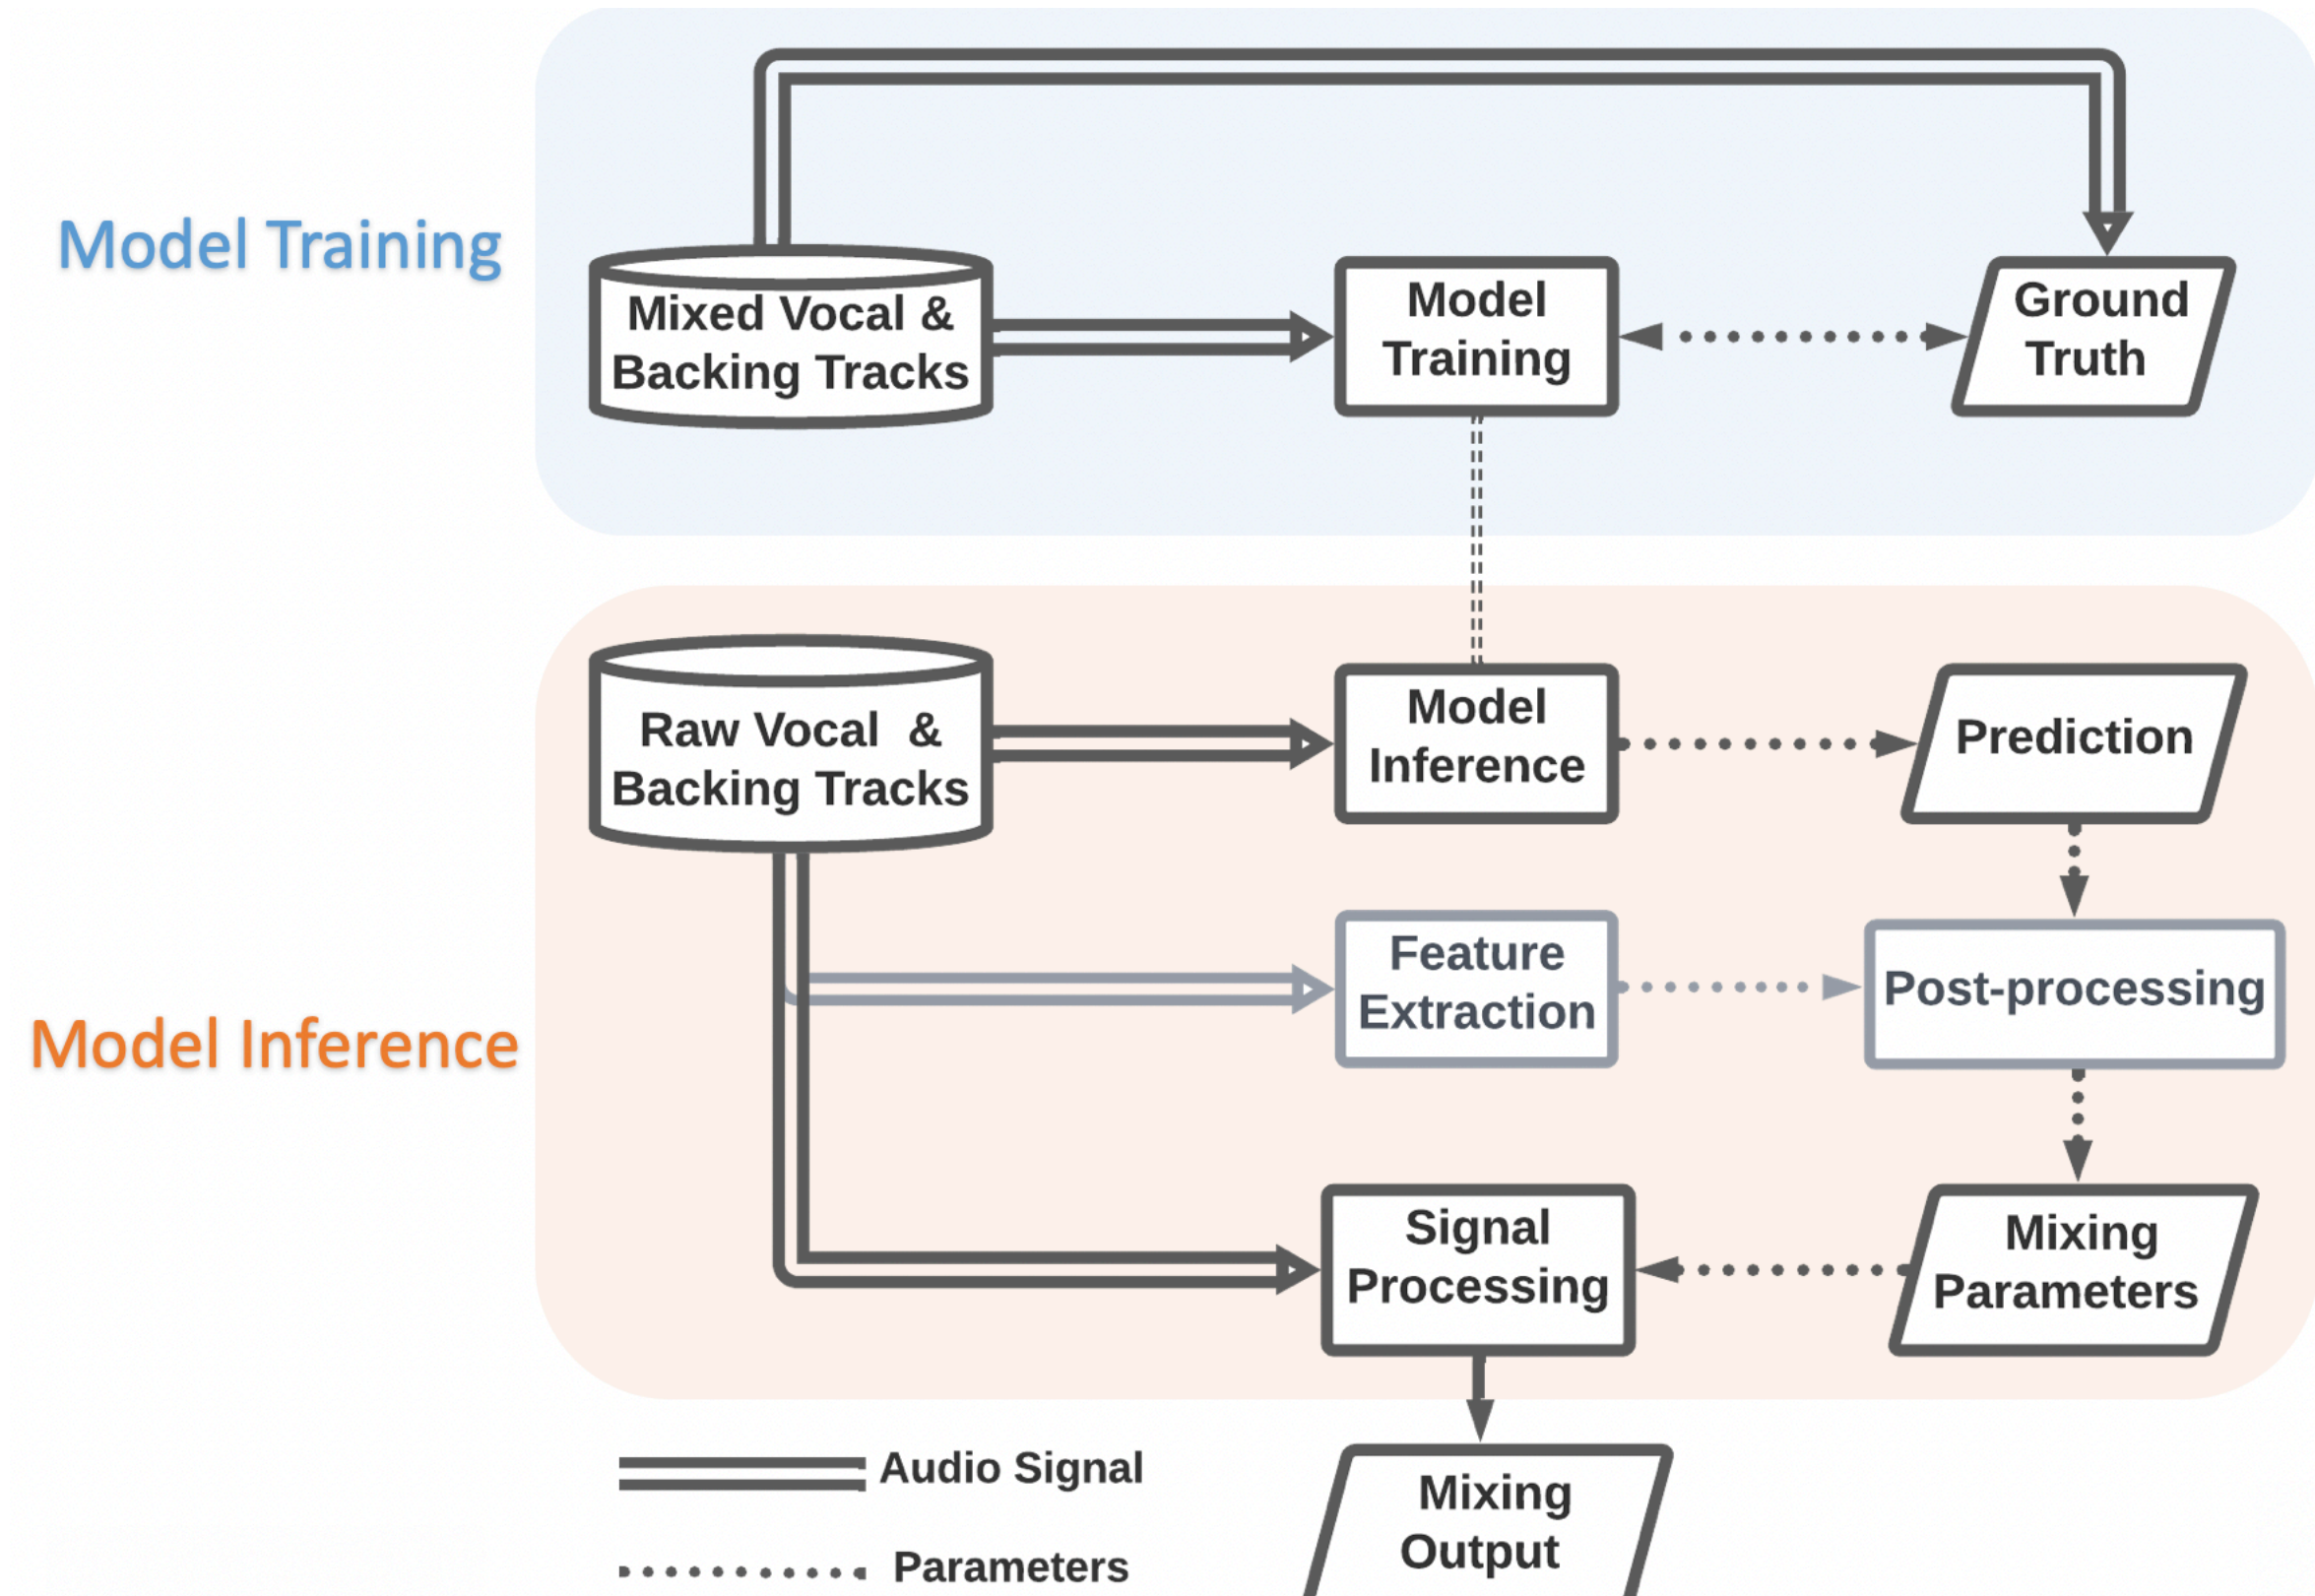 Model Training
Mixed Vocal &
Backing Tracks
Model
Training
Ground
Truth
Model Inference
Raw Vocal &
Backing Tracks
Model
Inference
Prediction
Feature
Extraction
Post-processing
Signal
Processing
Mixing
Parameters
Audio Signal
Parameters
Mixing
Output